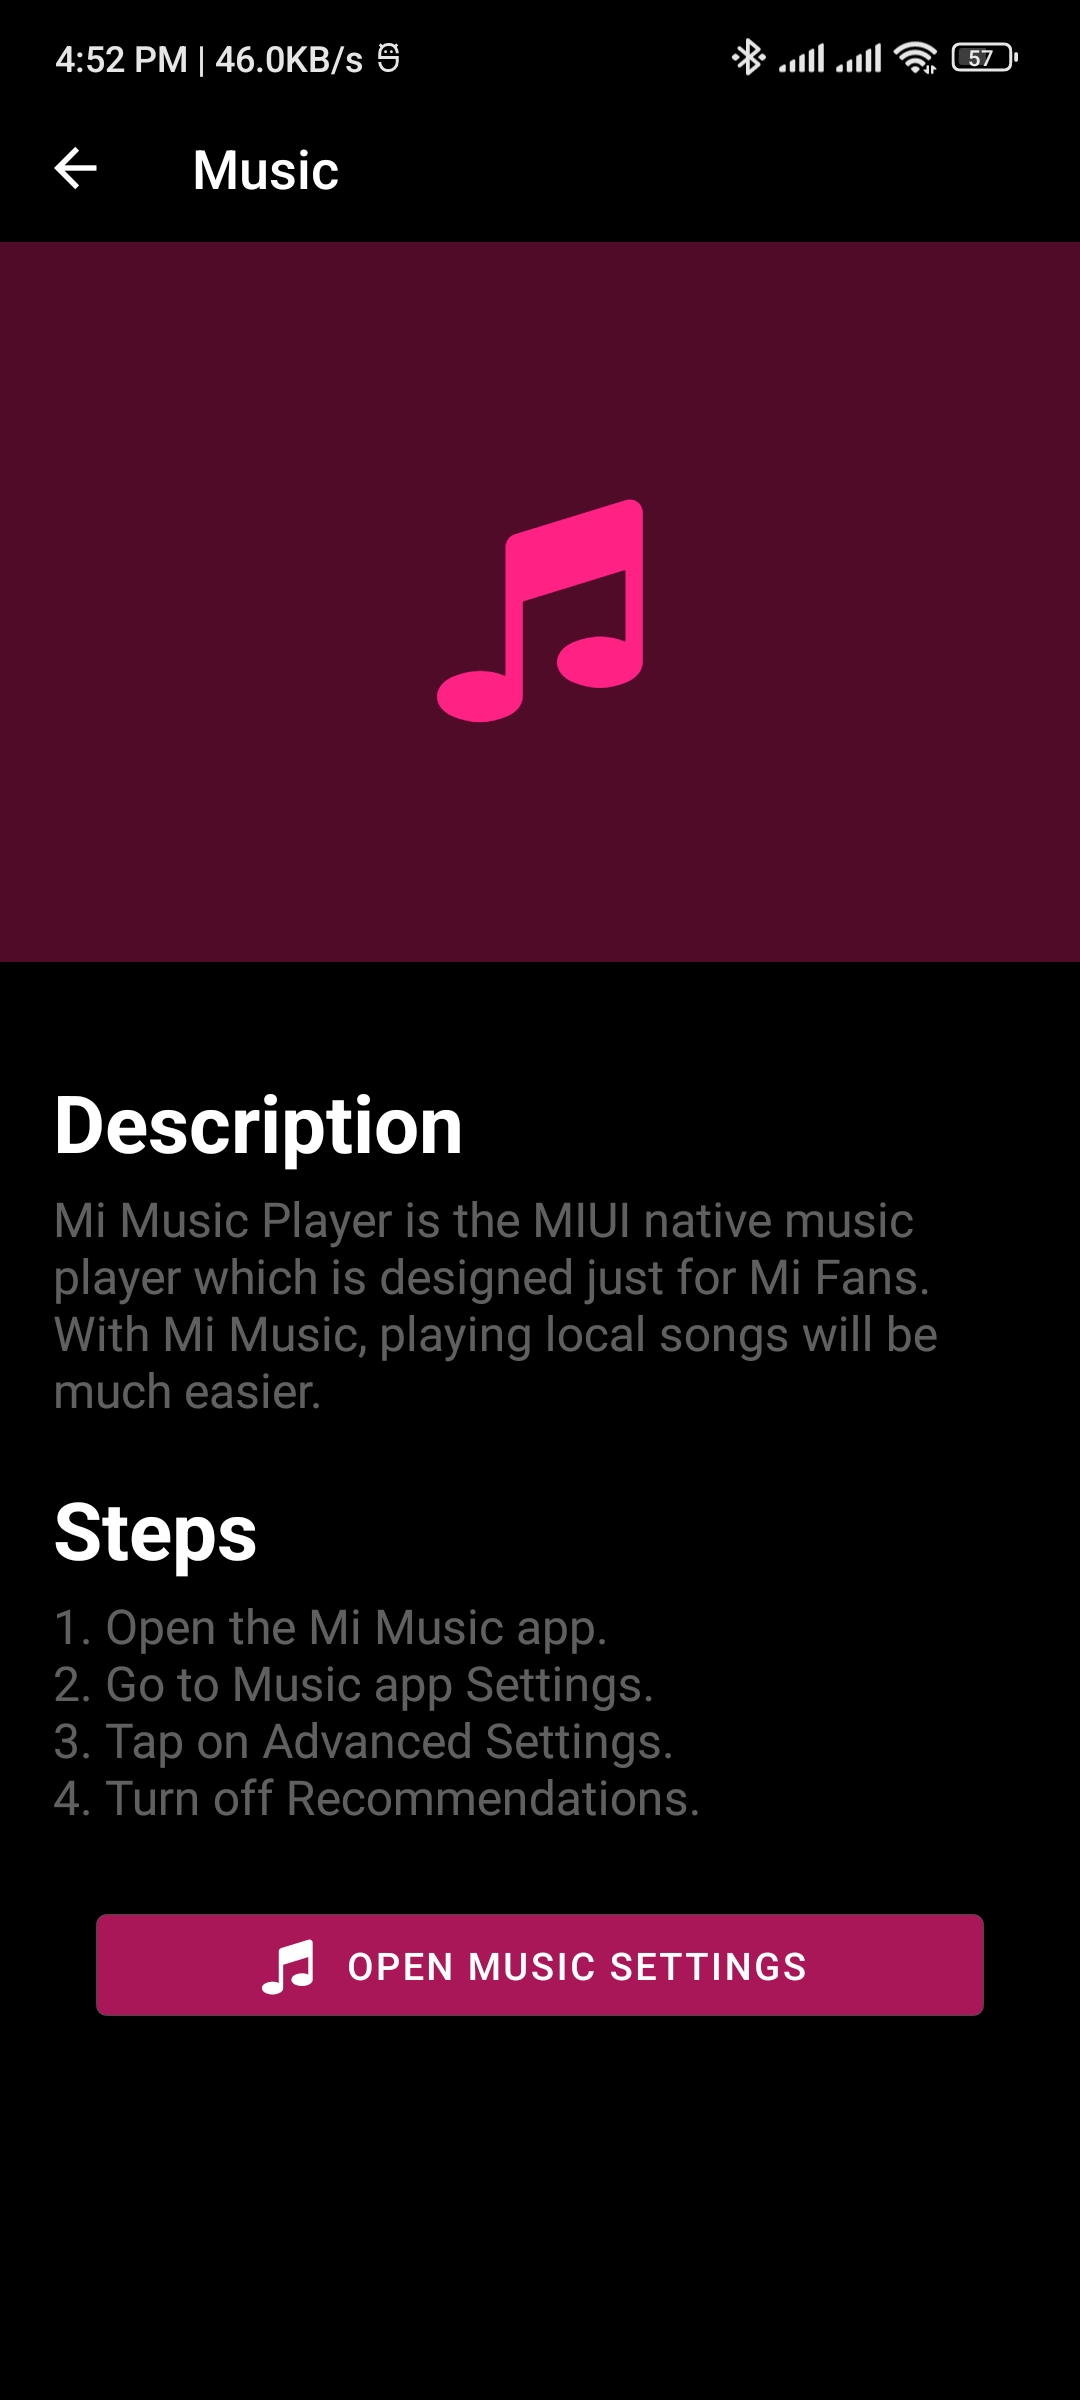 4:52 PM | 46.0KB/s
57
Music
Description
Mi Music Player is the MIUI native music
player which is designed just for Mi Fans.
With Mi Music, playing local songs will be
much easier.
Steps
1. Open the Mi Music app.
2. Go to Music app Settings.
3. Tap on Advanced Settings.
4. Turn off Recommendations.
OPEN MUSIC SETTINGS